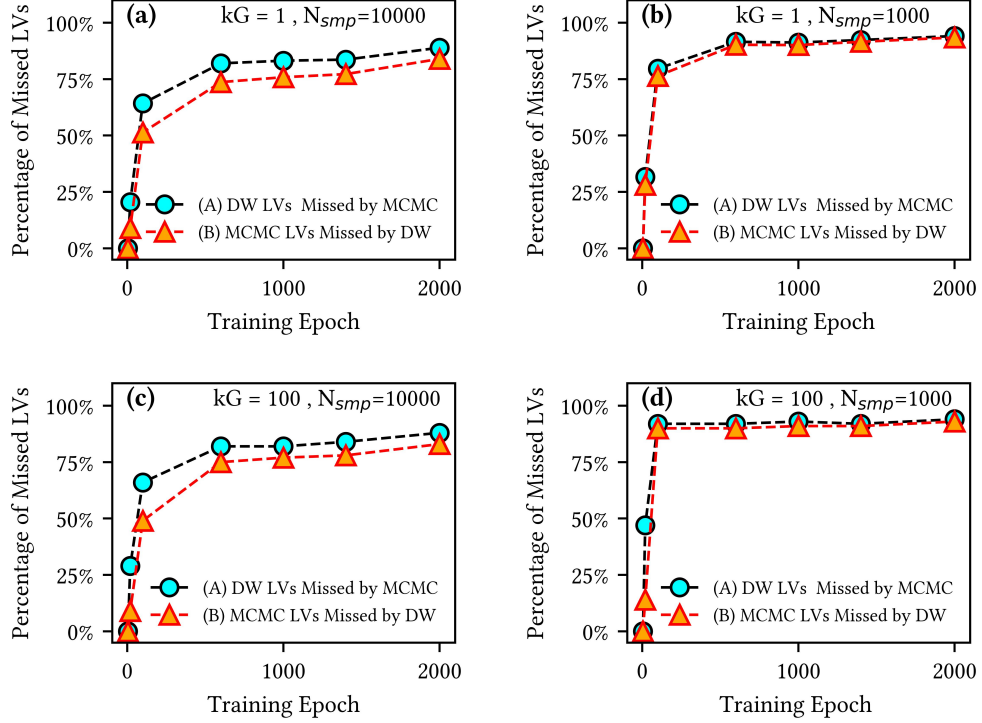 (a) kG = 1 , Nsmp=10000
Percentage of Missed LVs
100%
75%
50%
25%
0%
(A) DW LVs  Missed by MCMC
(B) MCMC LVs Missed by DW
0 1000 2000
Training Epoch
(b) kG = 1 , Nsmp=1000
Percentage of Missed LVs
100%
75%
50%
25%
0%
(A) DW LVs  Missed by MCMC
(B) MCMC LVs Missed by DW
0 1000 2000
Training Epoch
(c) kG = 100 , Nsmp=10000
Percentage of Missed LVs
100%
75%
50%
25%
0%
(A) DW LVs  Missed by MCMC
(B) MCMC LVs Missed by DW
0 1000 2000
Training Epoch
(d) kG = 100 , Nsmp=1000
Percentage of Missed LVs
100%
75%
50%
25%
0%
(A) DW LVs  Missed by MCMC
(B) MCMC LVs Missed by DW
0 1000 2000
Training Epoch